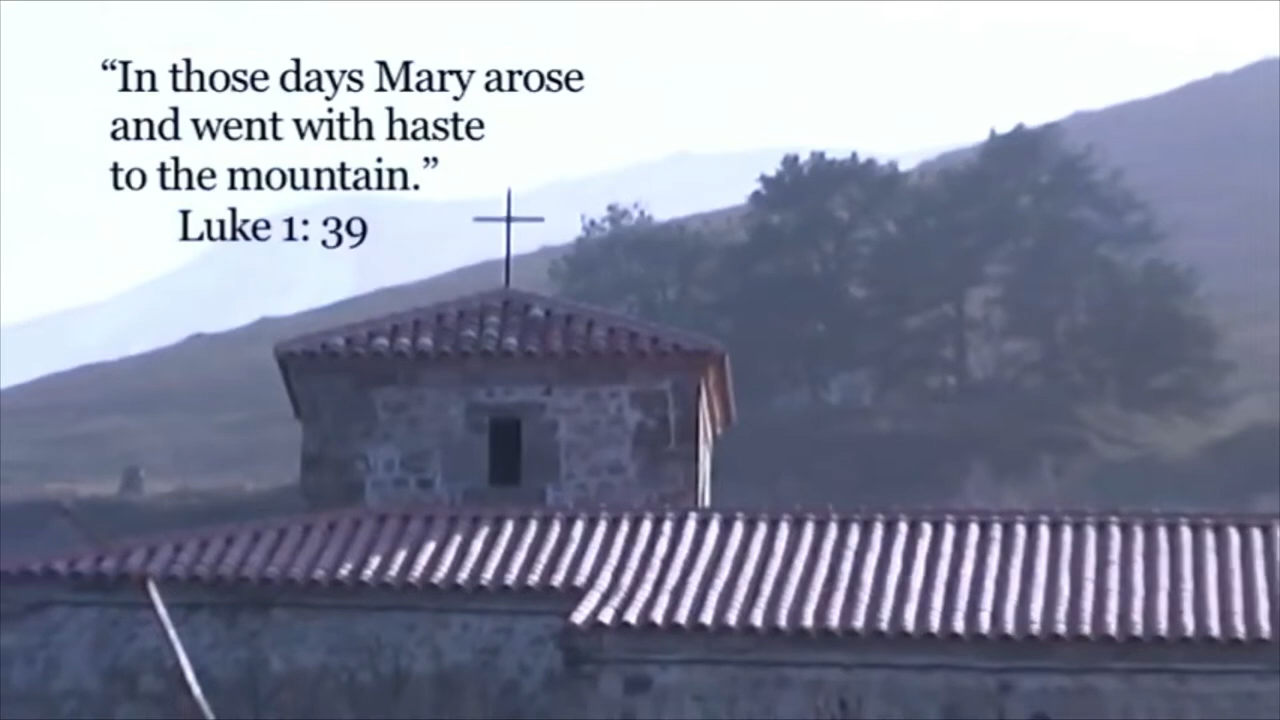 “In those days Mary arose
and went with haste
to the mountain.”
Luke 1: 39